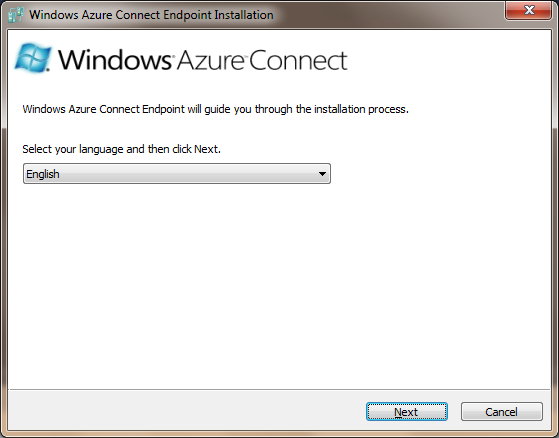 Windows Azure Connect Endpoint Installation
Windows Azure Connect
Windows Azure Connect Endpoint will guide you through the installation process.
Select your language and then click Next.
English
Next
Cancel